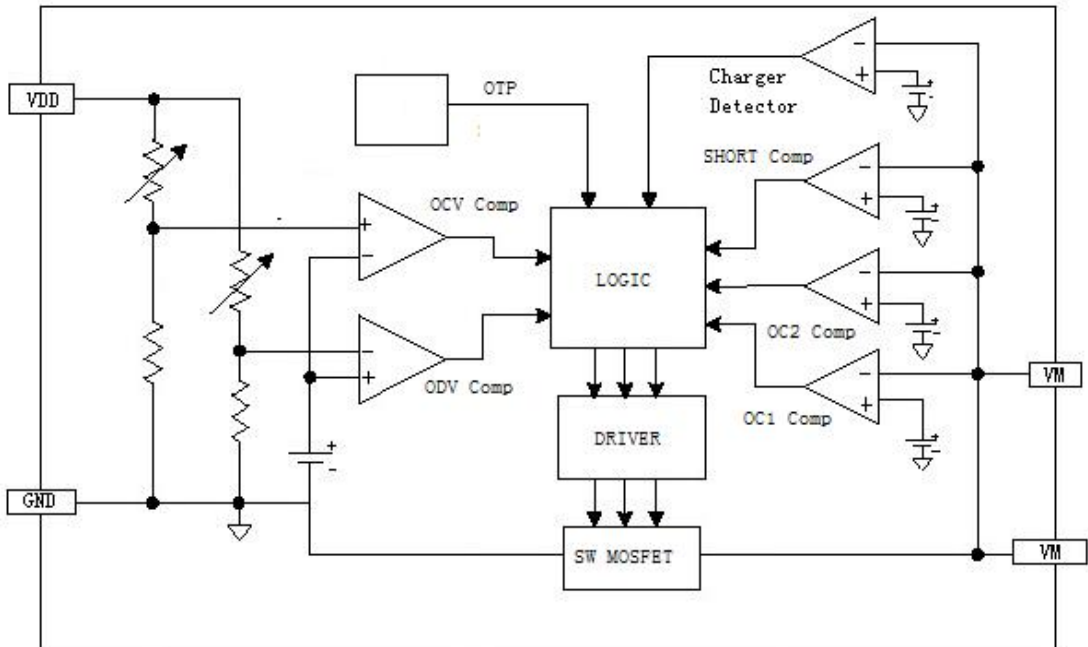 VDD
OTP
Charger
Detector
SHORT Comp
OCV Comp
+
-
LOGIC
-
+
-
+
-
+
-
+
-
+
-
+
OC2 Comp
-
+
ODV Comp
-
+
+
-
VM
OC1 Comp
+
-
DRIVER
GND
SW MOSFET
VM